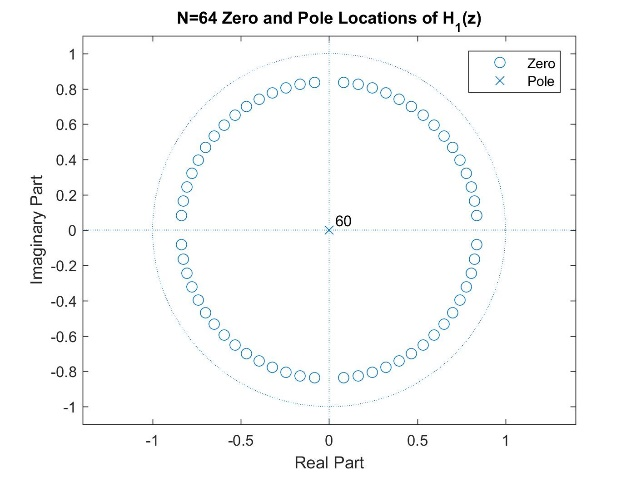 N=64 Zero and Pole Locations of H₁(z)
Zero
Pole
1
0.8
0.6
0.4
0.2
0
-0.2
-0.4
-0.6
-0.8
-1
60
Imaginary Part
-1 -0.5 0 0.5 1
Real Part